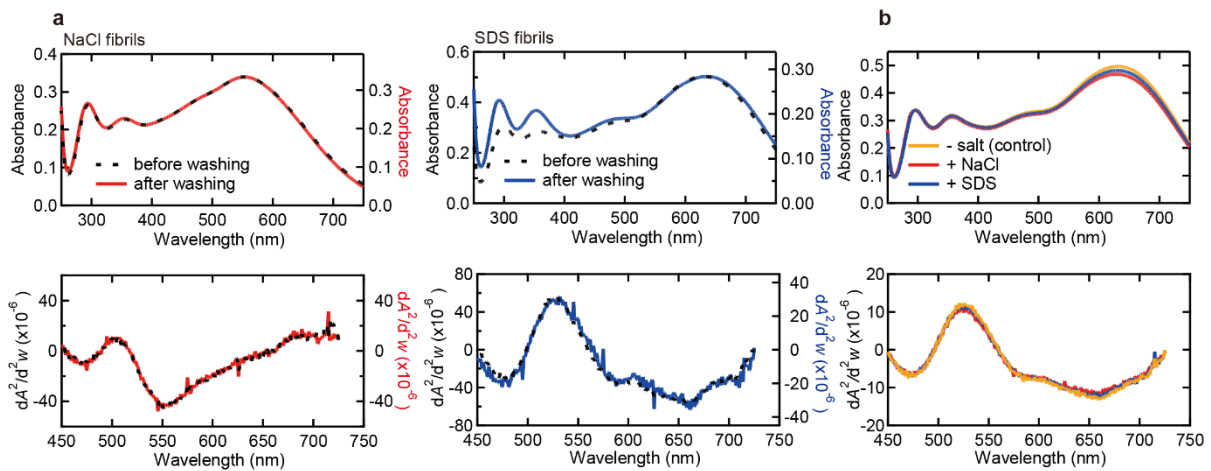 a
b
NaCl fibrils
0.4
0.3
0.2
0.1
0.0
Absorbance
0.3
0.2
0.1
0.0
Absorbance
before washing
after washing
300 400 500 600 700
Wavelength (nm)
SDS fibrils
0.6
0.4
0.2
0.0
Absorbance
0.30
0.20
0.10
0.00
Absorbance
before washing
after washing
300 400 500 600 700
Wavelength (nm)
0.5
0.4
0.3
0.2
0.1
0.0
Absorbance
- salt (control)
+ NaCl
+ SDS
300 400 500 600 700
Wavelength (nm)
40
0
-40
dA²/d²w (x10⁻⁶)
40
20
0
-20
-40
dA²/d²w (x10⁻⁶)
450 500 550 600 650 700 750
Wavelength (nm)
80
40
0
-40
-80
dA²/d²w (x10⁻⁶)
40
20
0
-20
-40
dA²/d²w (x10⁻⁶)
450 500 550 600 650 700 750
Wavelength (nm)
20
10
0
-10
-20
dA²/d²w (x10⁻⁶)
450 500 550 600 650 700 750
Wavelength (nm)